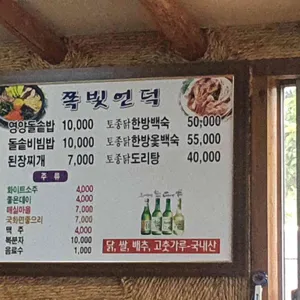 쪽빛언덕
영양돌솥밥 10,000 토종닭한방백숙 50,000
돌솥비빔밥 10,000 토종닭한방옻백숙 55,000
된장찌개 7,000 토종닭도리탕 40,000
주 류
화이트소주 4,000
좋은데이 4,000
매실마을 7,000
국화면좋으리 7,000
맥 주 4,000
복분자 10,000
음료수 1,000
닭, 쌀, 배추, 고춧가루-국내산